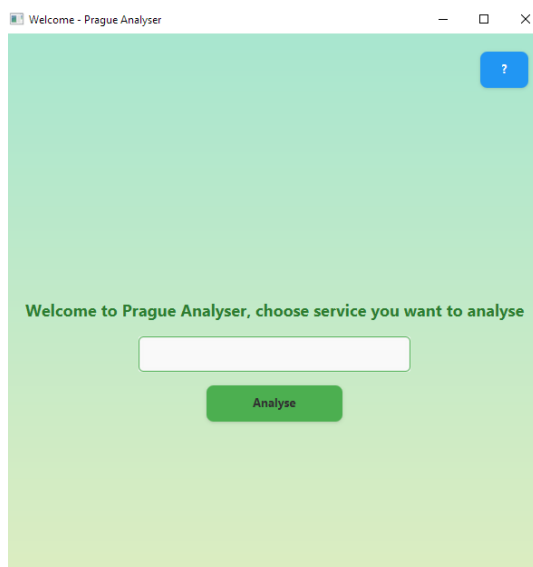 Welcome - Prague Analyser
?
Welcome to Prague Analyser, choose service you want to analyse
Analyse